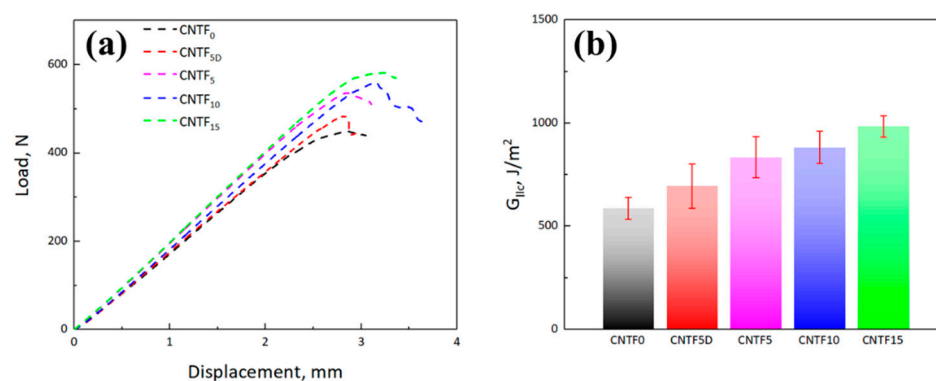 (a)
CNTF₀
CNTF₅D
CNTF₅
CNTF₁₀
CNTF₁₅
600
400
200
0
Load, N
0 1 2 3 4
Displacement, mm
(b)
1500
1000
500
0
G_IIc, J/m²
CNTF0 CNTF5D CNTF5 CNTF10 CNTF15